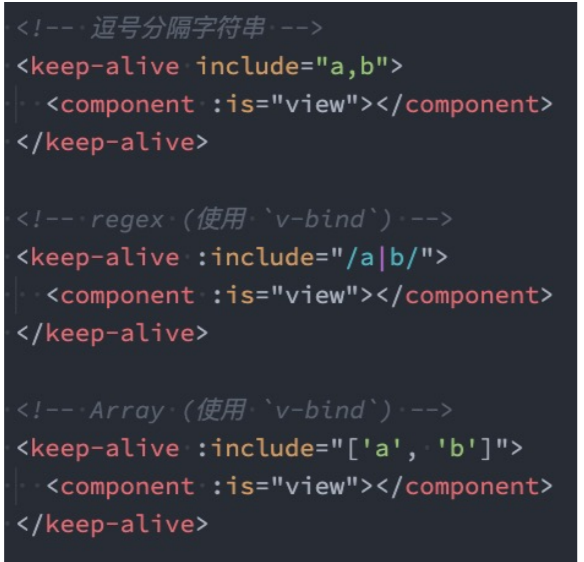 <!-- 逗号分隔字符串 -->
<keep-alive include="a,b">
<component :is="view"></component>
</keep-alive>
<!-- regex (使用 `v-bind`) -->
<keep-alive :include="/a|b/">
<component :is="view"></component>
</keep-alive>
<!-- Array (使用 `v-bind`) -->
<keep-alive :include="['a', 'b']">
<component :is="view"></component>
</keep-alive>